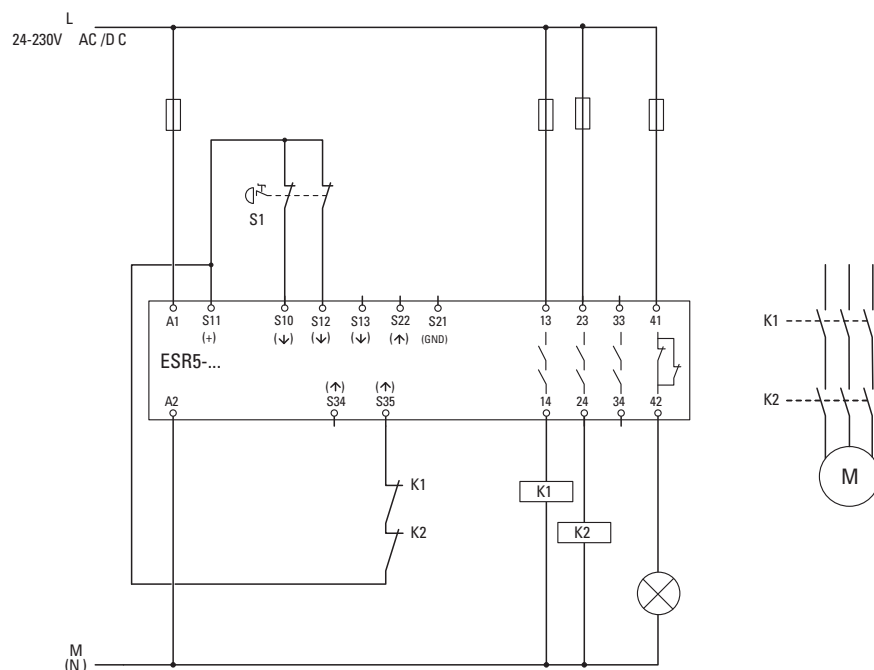 L
24-230V AC /D C
S1
A1 S11 S10 S12 S13 S22 S21 13 23 33 41
(+) (↓) (↓) (↓) (↑) (GND)
ESR5-...
(↑) (↑)
A2 S34 S35 14 24 34 42
K1
K2
K1
K2
K1
K2
M
M
(N)